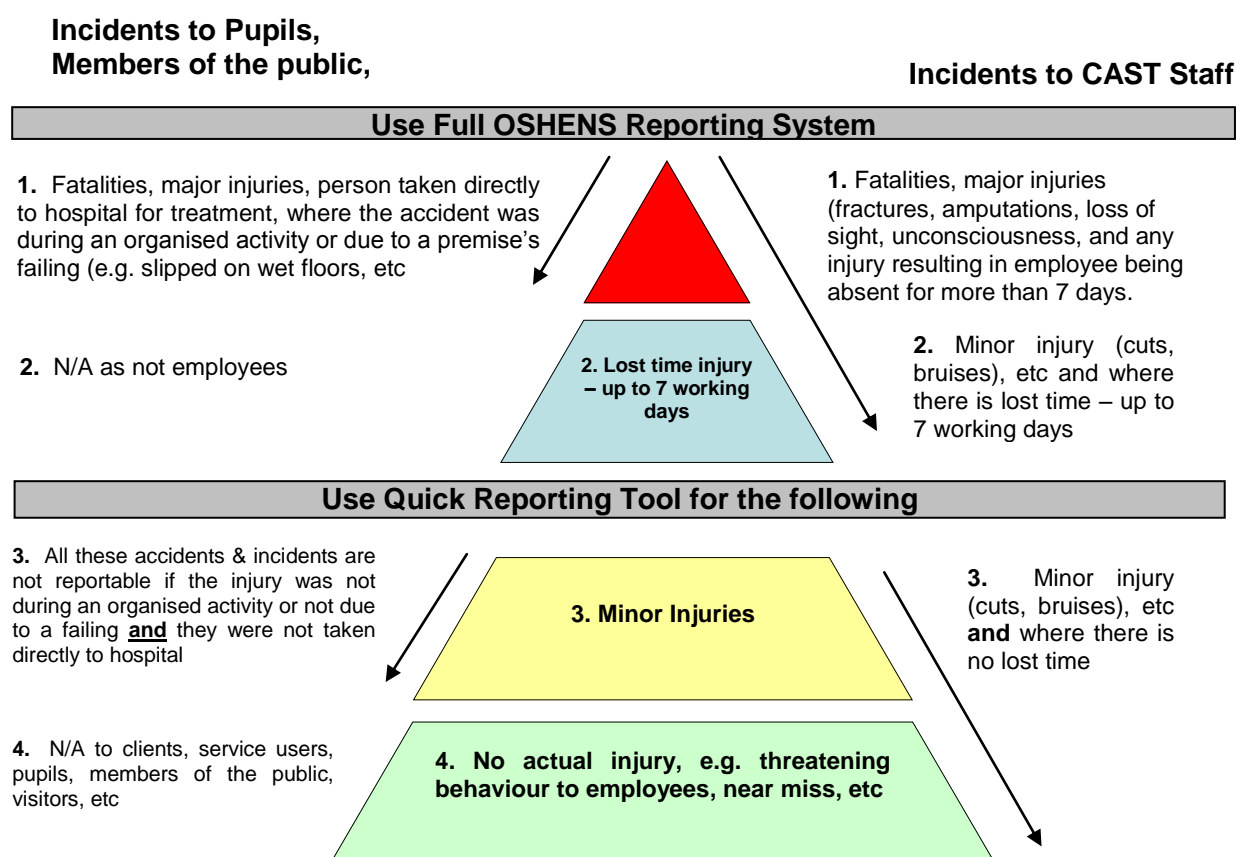 Incidents to Pupils,
Members of the public,
Incidents to CAST Staff
Use Full OSHENS Reporting System
1. Fatalities, major injuries, person taken directly
to hospital for treatment, where the accident was
during an organised activity or due to a premise’s
failing (e.g. slipped on wet floors, etc
1. Fatalities, major injuries
(fractures, amputations, loss of
sight, unconsciousness, and any
injury resulting in employee being
absent for more than 7 days.
2. N/A as not employees
2. Lost time injury
– up to 7 working
days
2. Minor injury (cuts,
bruises), etc and where
there is lost time – up to
7 working days
Use Quick Reporting Tool for the following
3. All these accidents & incidents are
not reportable if the injury was not
during an organised activity or not due
to a failing and they were not taken
directly to hospital
3. Minor Injuries
3. Minor injury
(cuts, bruises), etc
and where there is
no lost time
4. N/A to clients, service users,
pupils, members of the public,
visitors, etc
4. No actual injury, e.g. threatening
behaviour to employees, near miss, etc